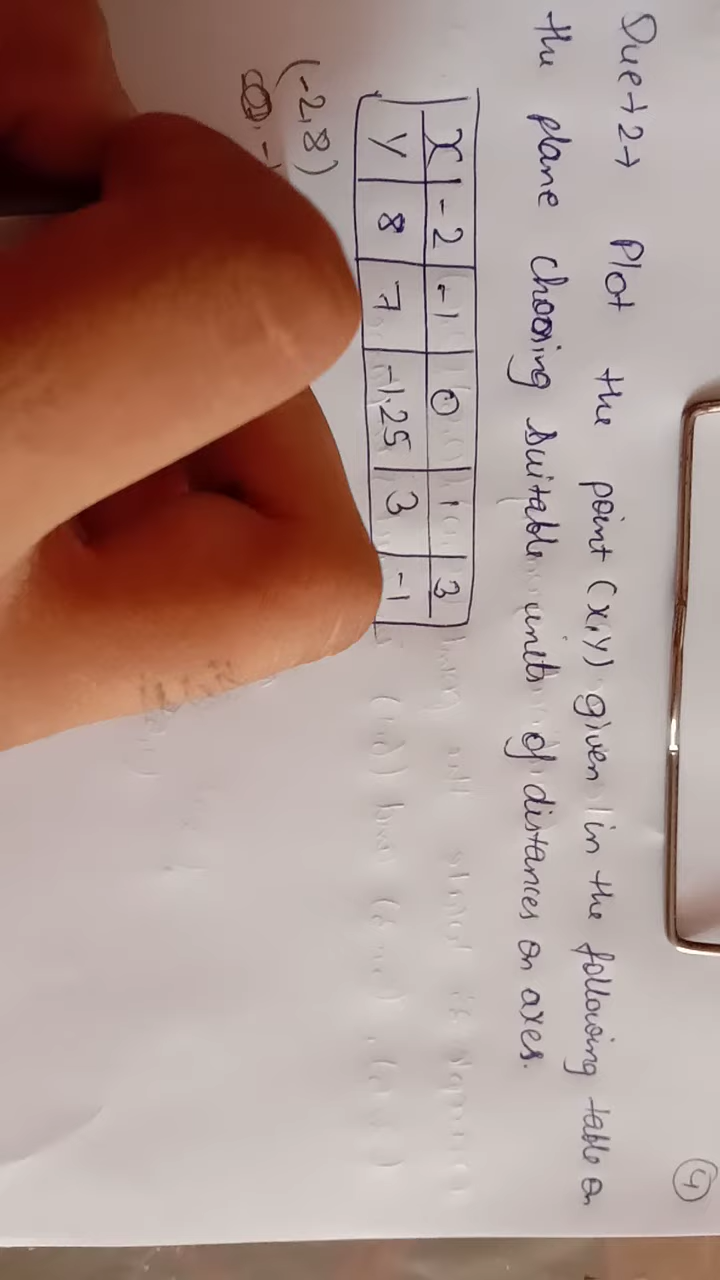 4
Que→2→ Plot the point (x,y) given in the following table on
the plane choosing suitable units of distances on axes.
x -2 -1 0 1 3
y 8 7 -1.25 3 -1
(-2,8)